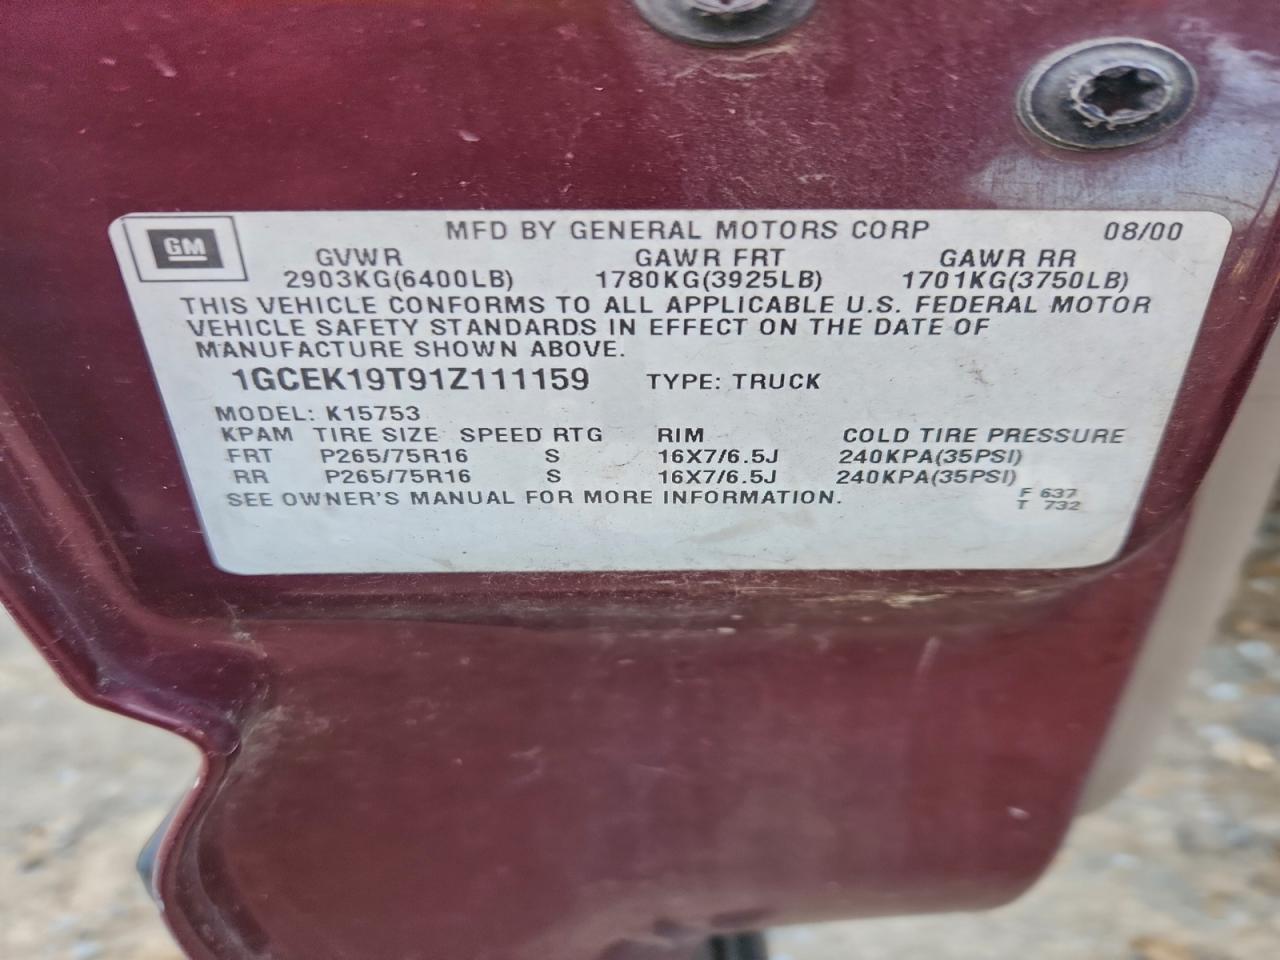 GM
MFD BY GENERAL MOTORS CORP 08/00
GVWR GAWR FRT GAWR RR
2903KG(6400LB) 1780KG(3925LB) 1701KG(3750LB)
THIS VEHICLE CONFORMS TO ALL APPLICABLE U.S. FEDERAL MOTOR
VEHICLE SAFETY STANDARDS IN EFFECT ON THE DATE OF
MANUFACTURE SHOWN ABOVE.
1GCEK19T91Z111159 TYPE: TRUCK
MODEL: K15753
KPAM TIRE SIZE SPEED RTG RIM COLD TIRE PRESSURE
FRT P265/75R16 S 16X7/6.5J 240KPA(35PSI)
RR P265/75R16 S 16X7/6.5J 240KPA(35PSI)
SEE OWNER'S MANUAL FOR MORE INFORMATION. F 637
T 732